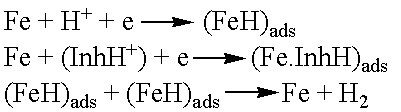 Fe + H⁺ + e ⟶ (FeH)ₐdₛ
Fe + (InhH⁺) + e ⟶ (Fe.InhH)ₐdₛ
(FeH)ₐdₛ + (FeH)ₐdₛ ⟶ Fe + H₂